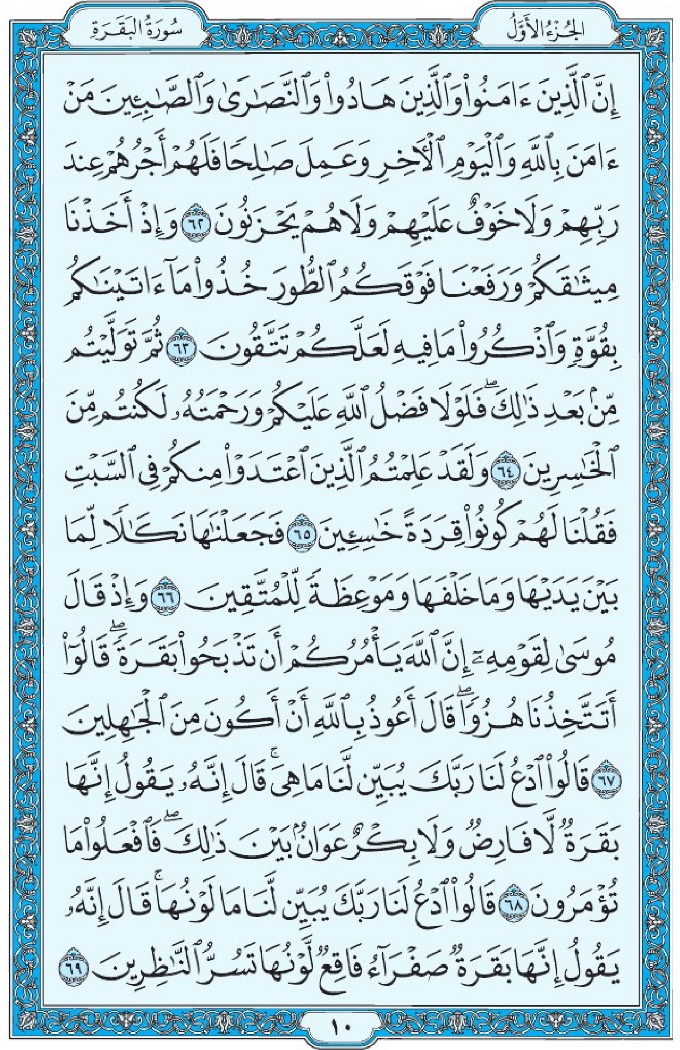 سُورَةُ البَقَرَةِ
الجُزْءُ الأَوَّلُ
إِنَّ ٱلَّذِينَ ءَامَنُوا۟ وَٱلَّذِينَ هَادُوا۟ وَٱلنَّصَـٰرَىٰ وَٱلصَّـٰبِـِٔينَ مَنْ
ءَامَنَ بِٱللَّهِ وَٱلْيَوْمِ ٱلْـَٔاخِرِ وَعَمِلَ صَـٰلِحًا فَلَهُمْ أَجْرُهُمْ عِندَ
رَبِّهِمْ وَلَا خَوْفٌ عَلَيْهِمْ وَلَا هُمْ يَحْزَنُونَ ٦٢ وَإِذْ أَخَذْنَا
مِيثَـٰقَكُمْ وَرَفَعْنَا فَوْقَكُمُ ٱلطُّورَ خُذُوا۟ مَآ ءَاتَيْنَـٰكُم
بِقُوَّةٍ وَٱذْكُرُوا۟ مَا فِيهِ لَعَلَّكُمْ تَتَّقُونَ ٦٣ ثُمَّ تَوَلَّيْتُم
مِّنۢ بَعْدِ ذَٰلِكَ ۖ فَلَوْلَا فَضْلُ ٱللَّهِ عَلَيْكُمْ وَرَحْمَتُهُۥ لَكُنتُم مِّنَ
ٱلْخَـٰسِرِينَ ٦٤ وَلَقَدْ عَلِمْتُمُ ٱلَّذِينَ ٱعْتَدَوْا۟ مِنكُمْ فِى ٱلسَّبْتِ
فَقُلْنَا لَهُمْ كُونُوا۟ قِرَدَةً خَـٰسِـِٔينَ ٦٥ فَجَعَلْنَـٰهَا نَكَـٰلًا لِّمَا
بَيْنَ يَدَيْهَا وَمَا خَلْفَهَا وَمَوْعِظَةً لِّلْمُتَّقِينَ ٦٦ وَإِذْ قَالَ
مُوسَىٰ لِقَوْمِهِۦٓ إِنَّ ٱللَّهَ يَأْمُرُكُمْ أَن تَذْبَحُوا۟ بَقَرَةً ۖ قَالُوٓا۟
أَتَتَّخِذُنَا هُزُوًا ۖ قَالَ أَعُوذُ بِٱللَّهِ أَنْ أَكُونَ مِنَ ٱلْجَـٰهِلِينَ
٦٧ قَالُوا۟ ٱدْعُ لَنَا رَبَّكَ يُبَيِّن لَّنَا مَا هِىَ ۚ قَالَ إِنَّهُۥ يَقُولُ إِنَّهَا
بَقَرَةٌ لَّا فَارِضٌ وَلَا بِكْرٌ عَوَانٌۢ بَيْنَ ذَٰلِكَ ۖ فَٱفْعَلُوا۟ مَا
تُؤْمَرُونَ ٦٨ قَالُوا۟ ٱدْعُ لَنَا رَبَّكَ يُبَيِّن لَّنَا مَا لَوْنُهَا ۚ قَالَ إِنَّهُۥ
يَقُولُ إِنَّهَا بَقَرَةٌ صَفْرَآءُ فَاقِعٌ لَّوْنُهَا تَسُرُّ ٱلنَّـٰظِرِينَ ٦٩
١٠